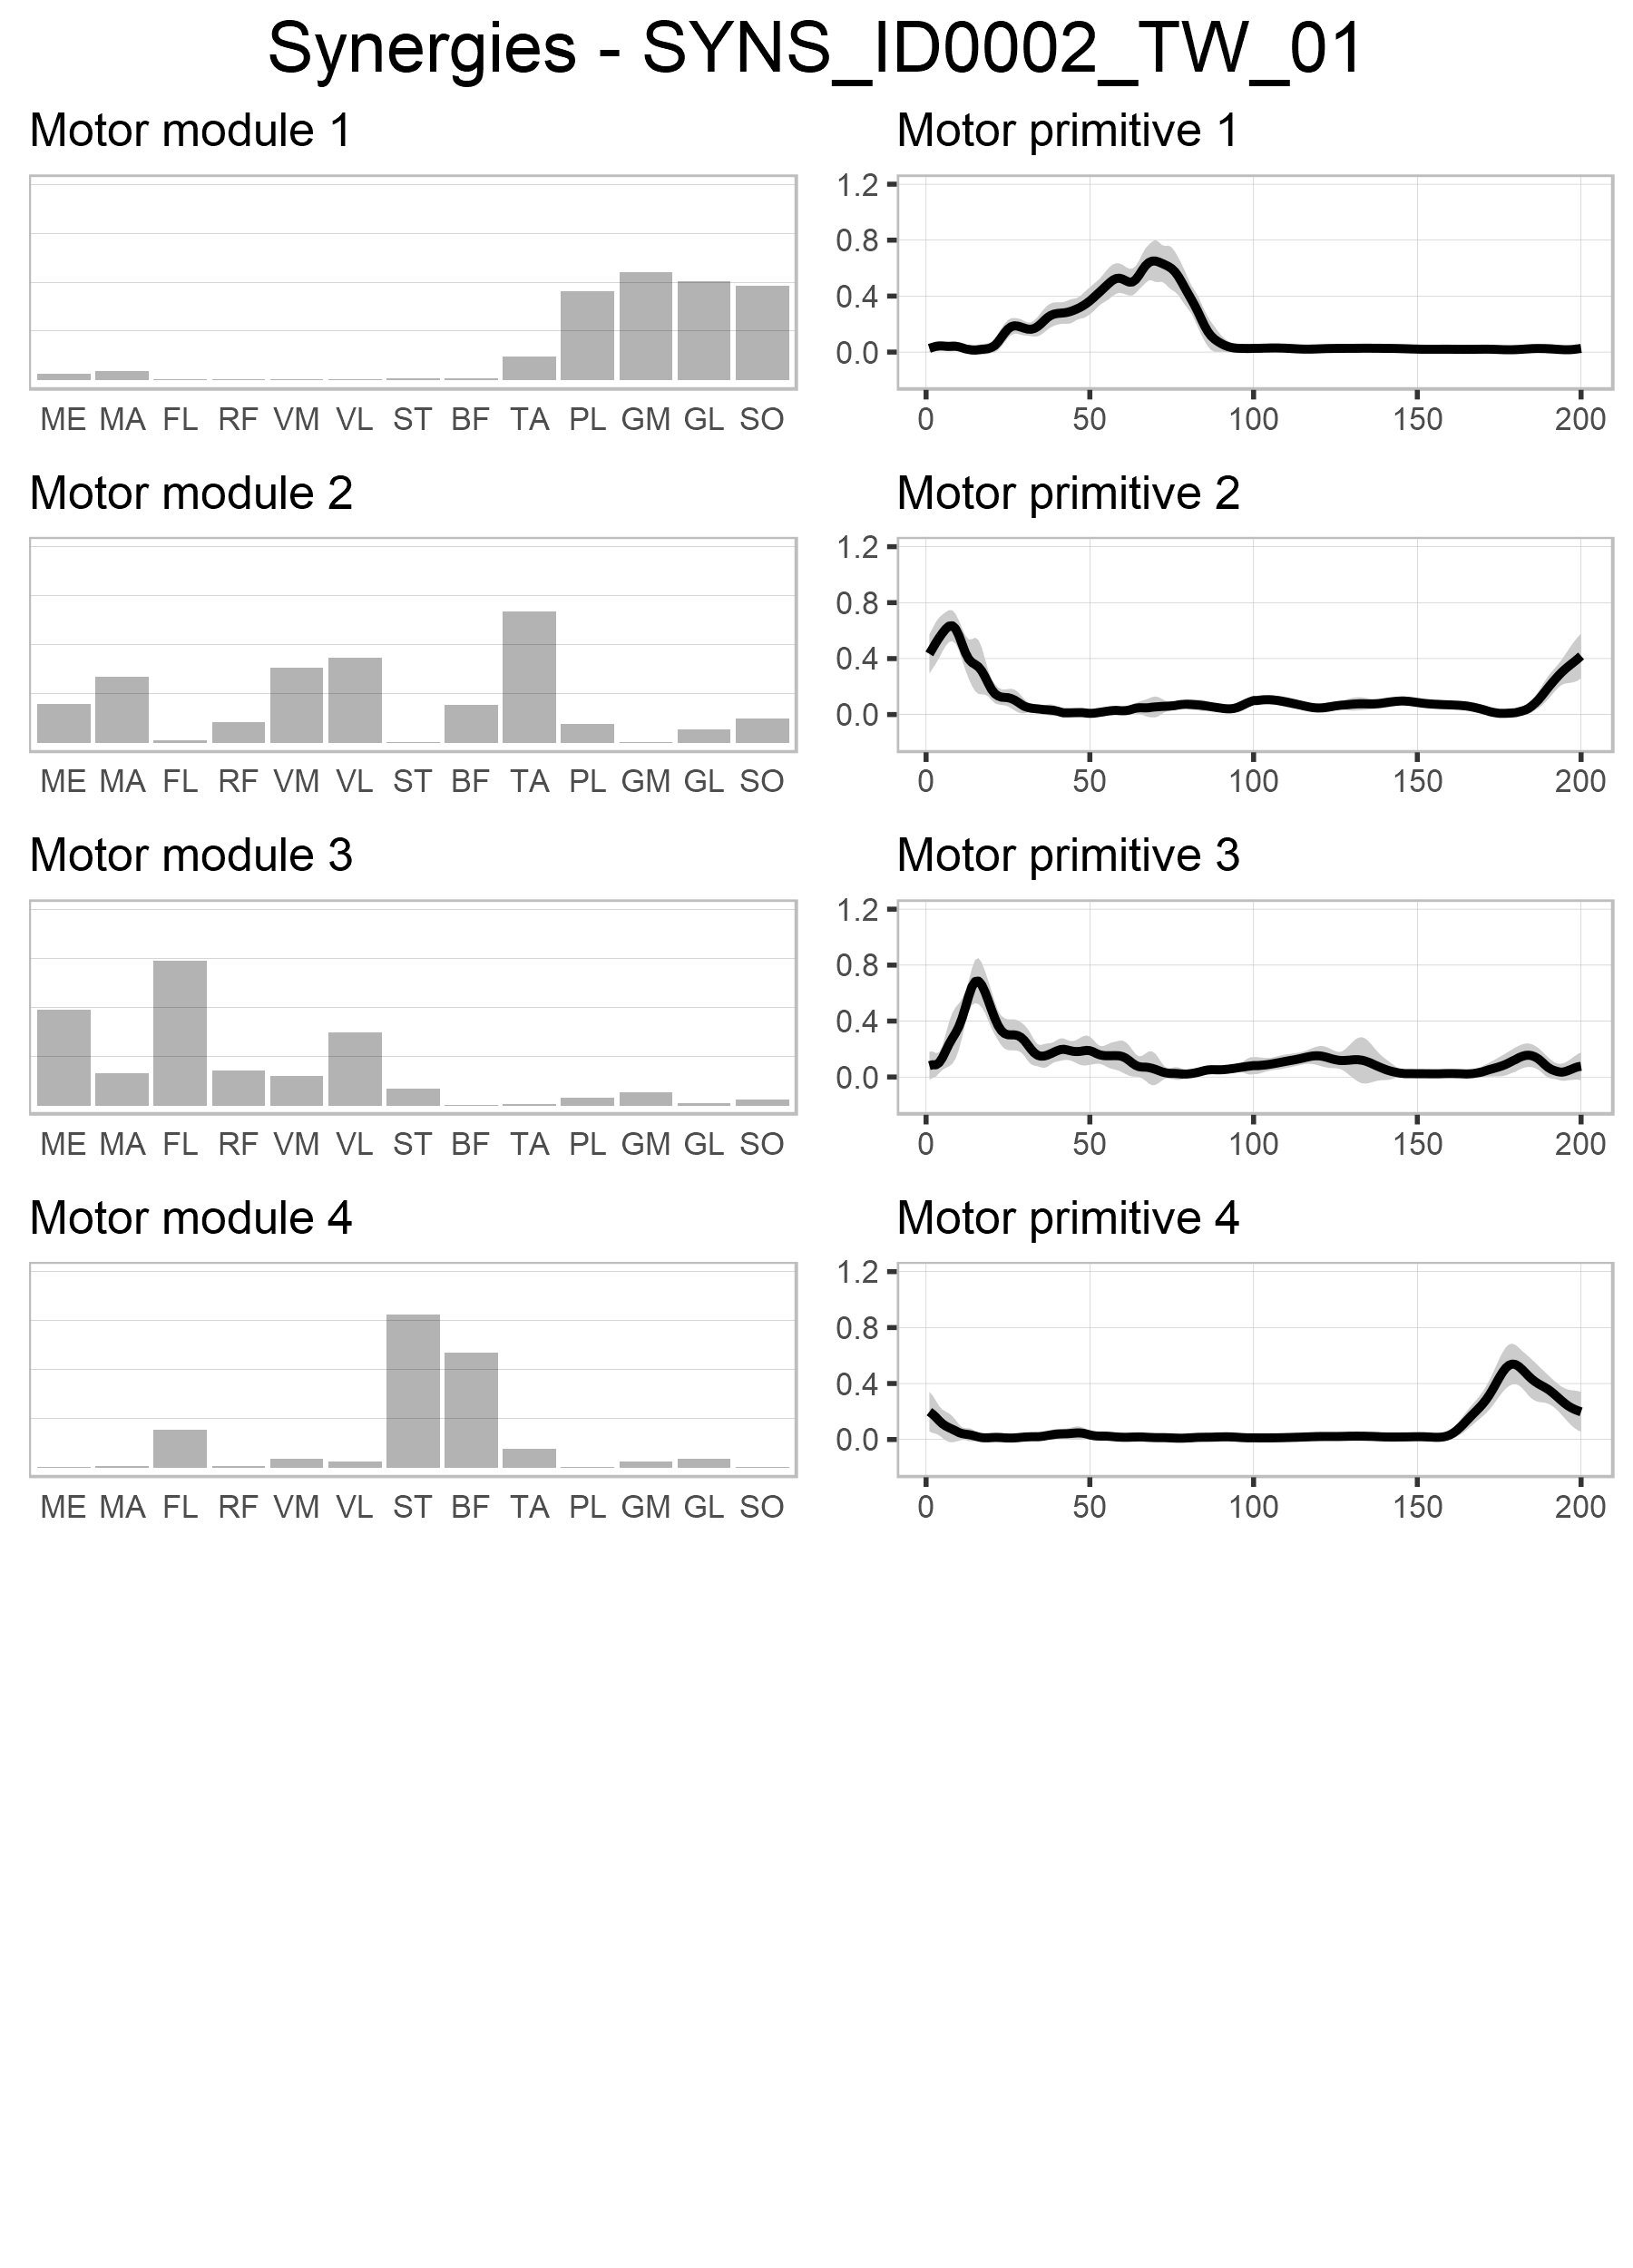 Synergies - SYNS_ID0002_TW_01
Motor module 1
Motor primitive 1
1.2
0.8
0.4
0.0
ME MA FL RF VM VL ST BF TA PL GM GL SO
0 50 100 150 200
Motor module 2
Motor primitive 2
1.2
0.8
0.4
0.0
ME MA FL RF VM VL ST BF TA PL GM GL SO
0 50 100 150 200
Motor module 3
Motor primitive 3
1.2
0.8
0.4
0.0
ME MA FL RF VM VL ST BF TA PL GM GL SO
0 50 100 150 200
Motor module 4
Motor primitive 4
1.2
0.8
0.4
0.0
ME MA FL RF VM VL ST BF TA PL GM GL SO
0 50 100 150 200